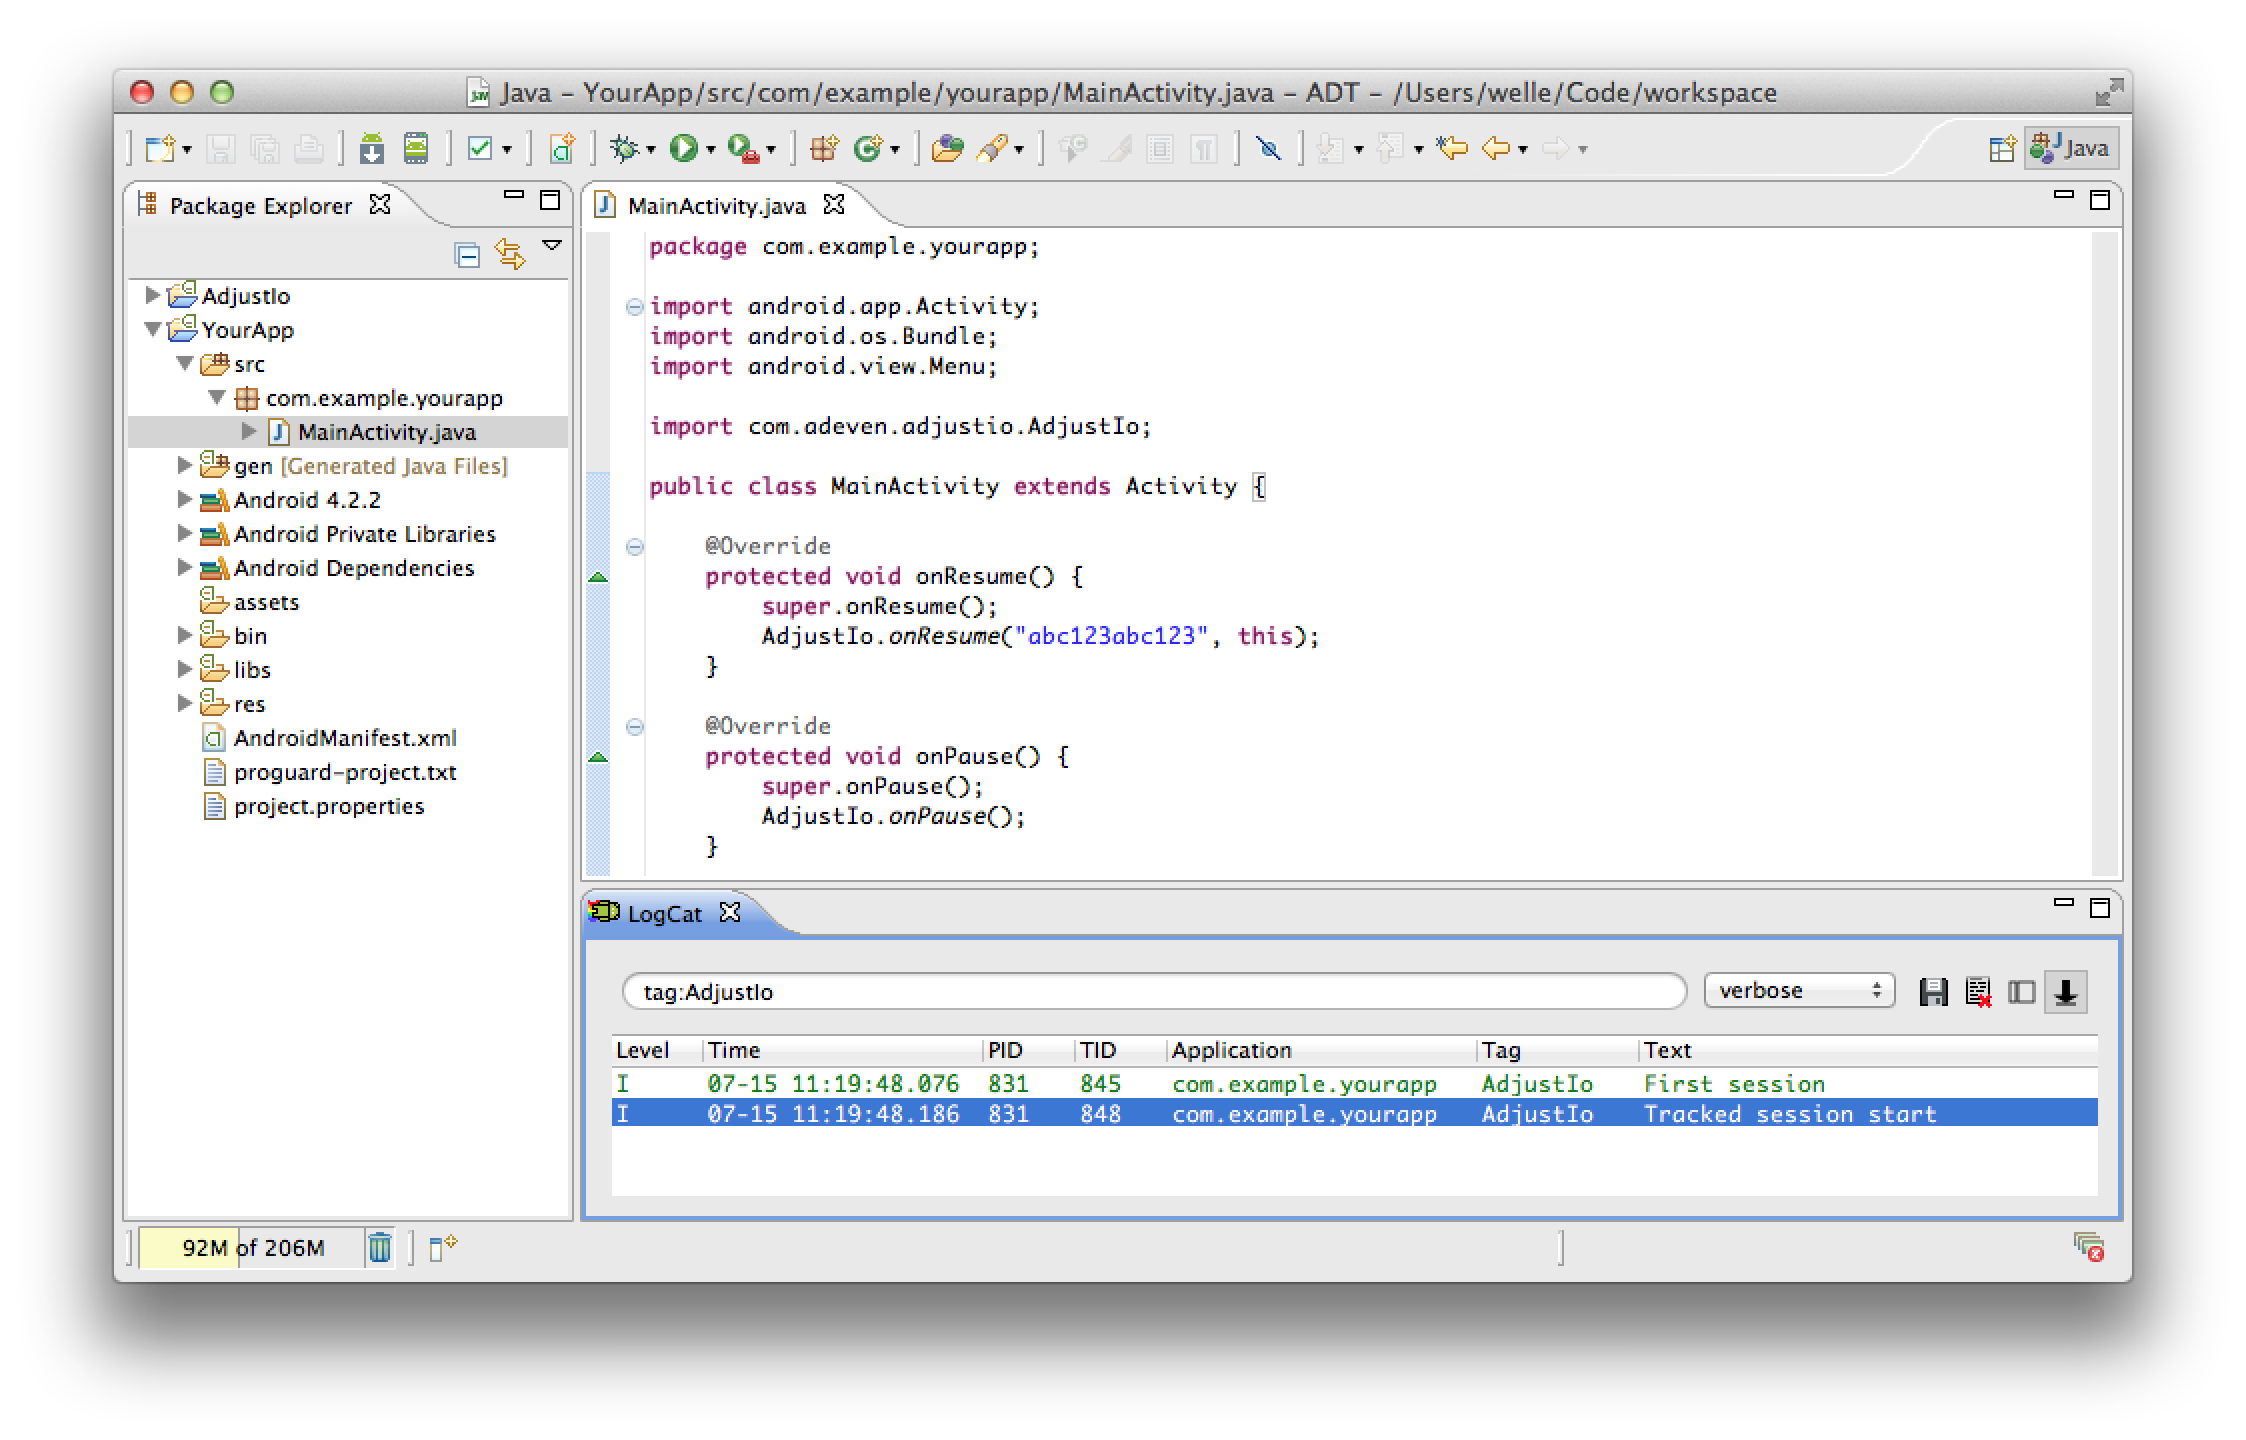 Java – YourApp/src/com/example/yourapp/MainActivity.java – ADT – /Users/welle/Code/workspace
Java
Package Explorer
AdjustIo
YourApp
src
com.example.yourapp
MainActivity.java
gen [Generated Java Files]
Android 4.2.2
Android Private Libraries
Android Dependencies
assets
bin
libs
res
AndroidManifest.xml
proguard-project.txt
project.properties
MainActivity.java
package com.example.yourapp;
import android.app.Activity;
import android.os.Bundle;
import android.view.Menu;
import com.adeven.adjustio.AdjustIo;
public class MainActivity extends Activity {
@Override
protected void onResume() {
super.onResume();
AdjustIo.onResume("abc123abc123", this);
}
@Override
protected void onPause() {
super.onPause();
AdjustIo.onPause();
}
LogCat
tag:AdjustIo
verbose
Level Time PID TID Application Tag Text
I 07-15 11:19:48.076 831 845 com.example.yourapp AdjustIo First session
I 07-15 11:19:48.186 831 848 com.example.yourapp AdjustIo Tracked session start
92M of 206M